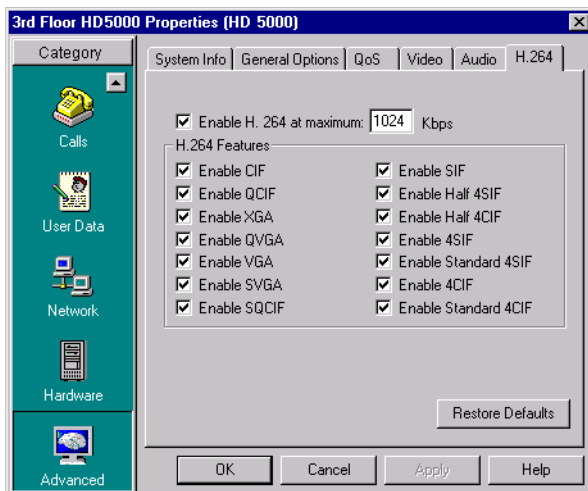 3rd Floor HD5000 Properties (HD 5000)
Category
System Info General Options QoS Video Audio H.264
Calls
User Data
Network
Hardware
Advanced
Enable H. 264 at maximum: 1024 Kbps
H.264 Features
Enable CIF
Enable QCIF
Enable XGA
Enable QVGA
Enable VGA
Enable SVGA
Enable SQCIF
Enable SIF
Enable Half 4SIF
Enable Half 4CIF
Enable 4SIF
Enable Standard 4SIF
Enable 4CIF
Enable Standard 4CIF
Restore Defaults
OK Cancel Apply Help